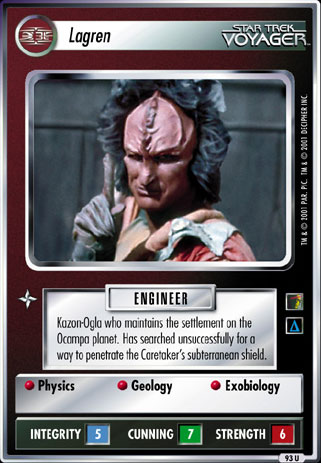 Lagren
STAR TREK
VOYAGER™
TM & © 2001 PAR. PIC. TM & © 2001 DECIPHER INC.
ENGINEER
Kazon-Ogla who maintains the settlement on the
Ocampa planet. Has searched unsuccessfully for a
way to penetrate the Caretaker's subterranean shield.
Physics Geology Exobiology
INTEGRITY 5 CUNNING 7 STRENGTH 6
93 U